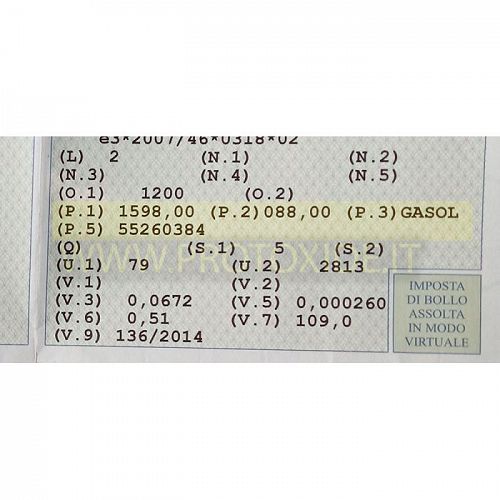 e3*2007/46*0318*02
(L) 2 (N.1) (N.2)
(N.3) (N.4) (N.5)
(O.1) 1200 (O.2)
(P.1) 1598,00 (P.2)088,00 (P.3)GASOL
(P.5) 55260384
(Q) (S.1) 5 (S.2)
WWW.PROTOXIDE.IT
(U.1) 79 (U.2) 2813
(V.1) (V.2)
(V.3) 0,0672 (V.5) 0,000260
(V.6) 0,51 (V.7) 109,0
(V.9) 136/2014
IMPOSTA
DI BOLLO
ASSOLTA
IN MODO
VIRTUALE